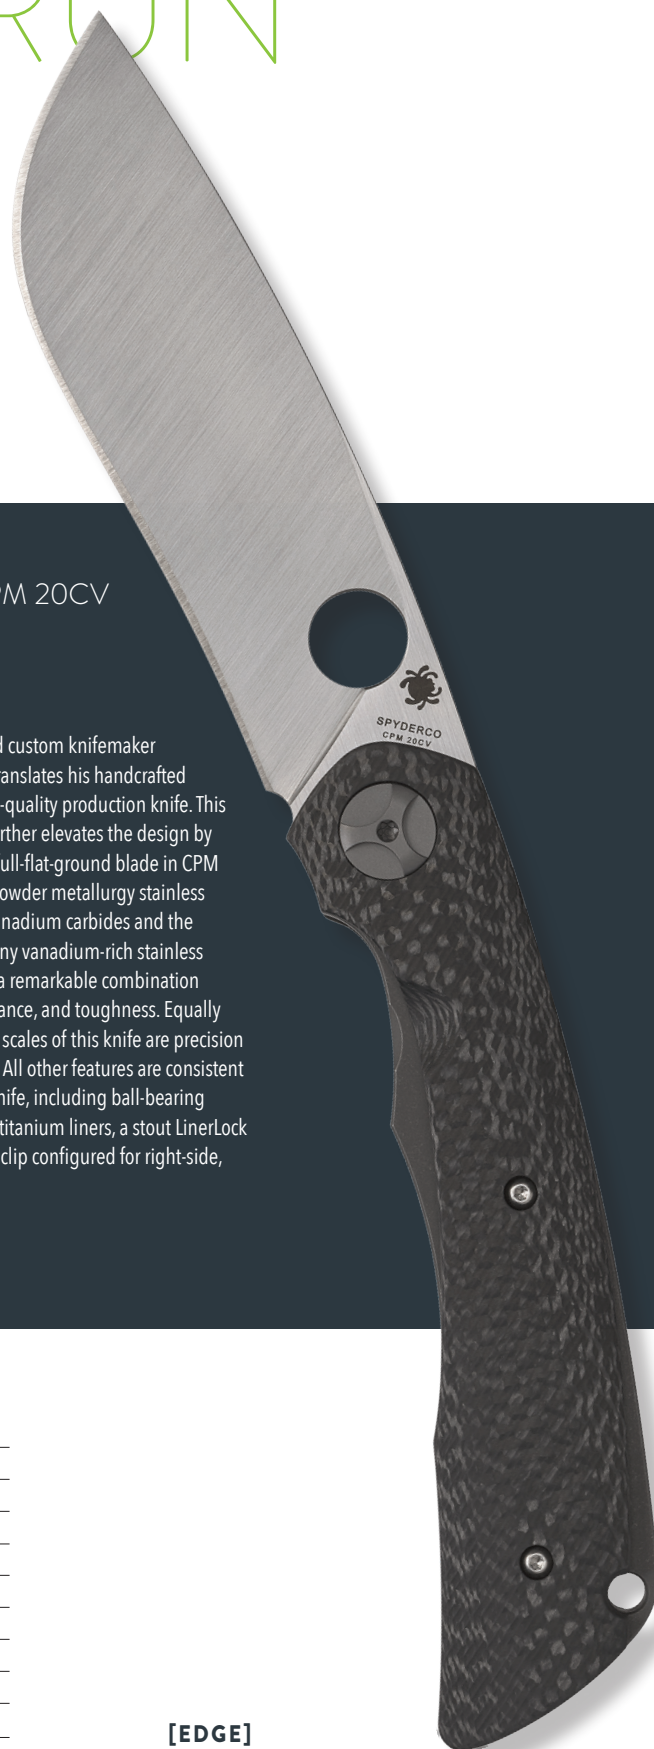 RUN
PM 20CV
SPYDERCO
CPM 20CV
d custom knifemaker
ranslates his handcrafted
-quality production knife. This
rther elevates the design by
full-flat-ground blade in CPM
owder metallurgy stainless
nadium carbides and the
ny vanadium-rich stainless
a remarkable combination
ance, and toughness. Equally
scales of this knife are precision
All other features are consistent
nife, including ball-bearing
titanium liners, a stout LinerLock
clip configured for right-side,
[EDGE]